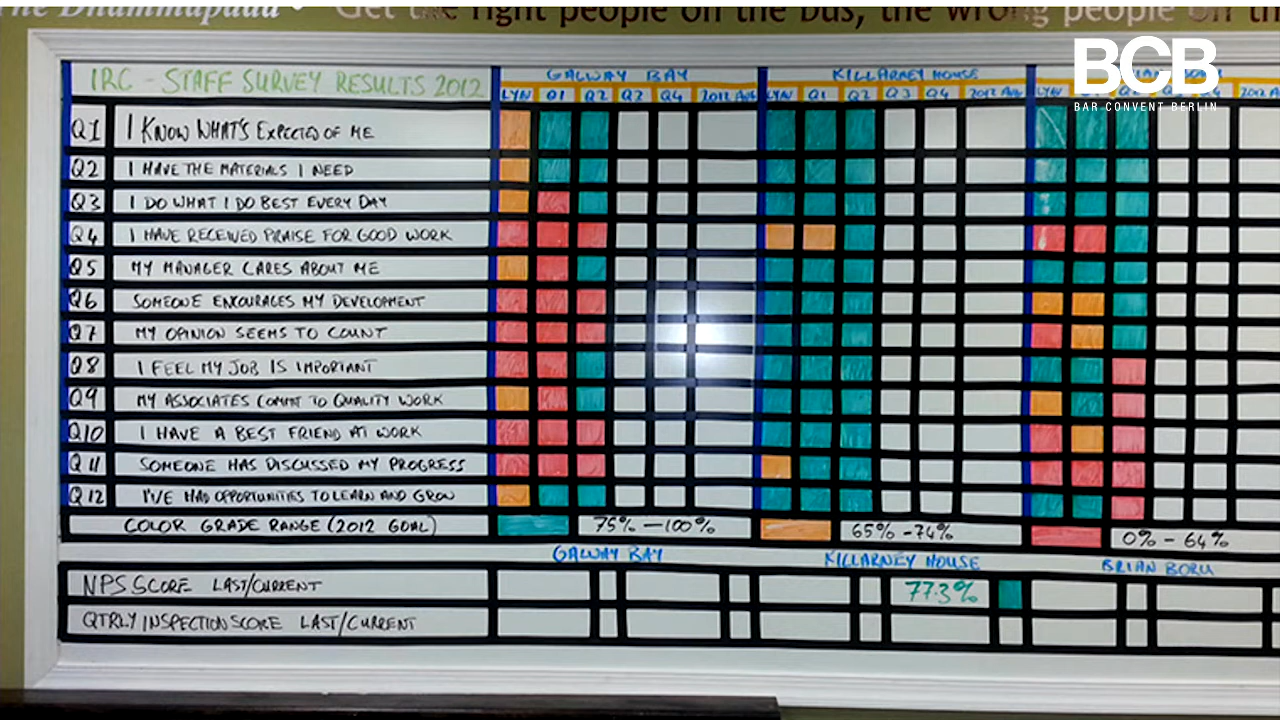 The Dhammapada • Get the right people on the bus, the wrong people off th
BCB
BAR CONVENT BERLIN
IRC - STAFF SURVEY RESULTS 2012 GALWAY BAY KILLARNEY HOUSE
LYN Q1 Q2 Q3 Q4 2012 AVG LYN Q1 Q2 Q3 Q4 2012 AVG LYN
Q1 I KNOW WHAT'S EXPECTED OF ME
Q2 I HAVE THE MATERIALS I NEED
Q3 I DO WHAT I DO BEST EVERY DAY
Q4 I HAVE RECEIVED PRAISE FOR GOOD WORK
Q5 MY MANAGER CARES ABOUT ME
Q6 SOMEONE ENCOURAGES MY DEVELOPMENT
Q7 MY OPINION SEEMS TO COUNT
Q8 I FEEL MY JOB IS IMPORTANT
Q9 MY ASSOCIATES COMMIT TO QUALITY WORK
Q10 I HAVE A BEST FRIEND AT WORK
Q11 SOMEONE HAS DISCUSSED MY PROGRESS
Q12 I'VE HAD OPPORTUNITIES TO LEARN AND GROW
COLOR GRADE RANGE (2012 GOAL) 75% - 100% 65% - 74% 0% - 64%
GALWAY BAY KILLARNEY HOUSE BRIAN BORU
NPS SCORE LAST/CURRENT 77.3%
QTRLY INSPECTION SCORE LAST/CURRENT